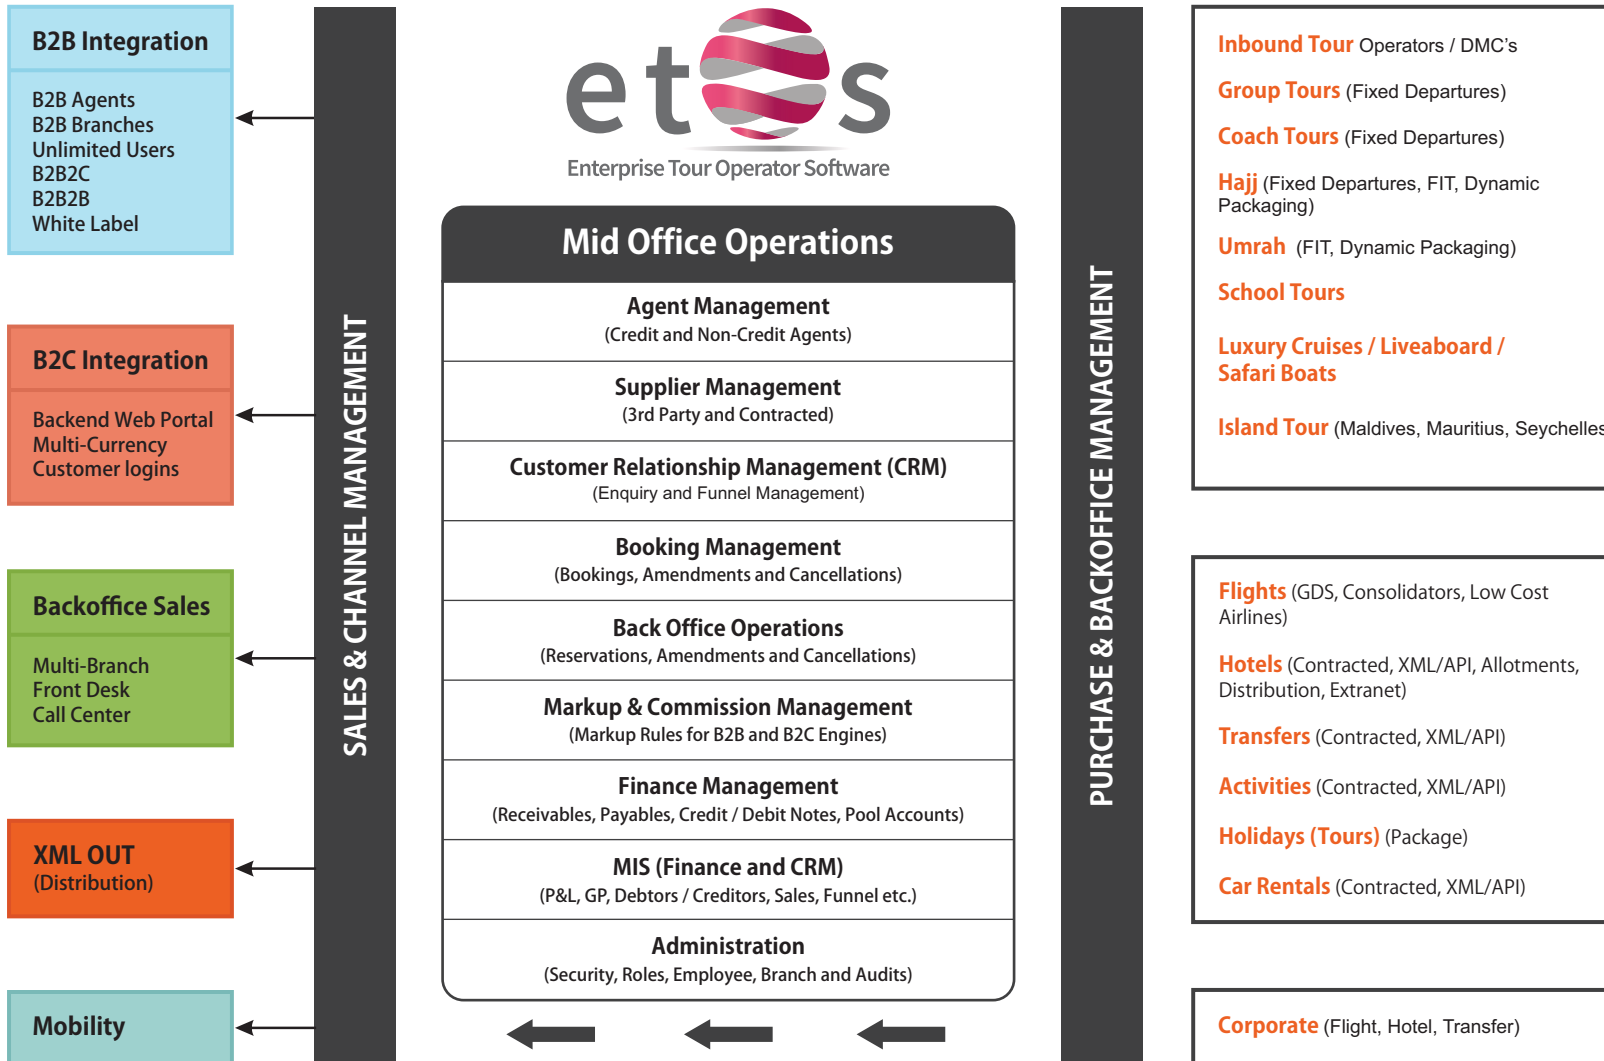 B2B Integration
B2B Agents
B2B Branches
Unlimited Users
B2B2C
B2B2B
White Label
B2C Integration
Backend Web Portal
Multi-Currency
Customer logins
Backoffice Sales
Multi-Branch
Front Desk
Call Center
XML OUT
(Distribution)
Mobility
SALES & CHANNEL MANAGEMENT
etos
Enterprise Tour Operator Software
Mid Office Operations
Agent Management
(Credit and Non-Credit Agents)
Supplier Management
(3rd Party and Contracted)
Customer Relationship Management (CRM)
(Enquiry and Funnel Management)
Booking Management
(Bookings, Amendments and Cancellations)
Back Office Operations
(Reservations, Amendments and Cancellations)
Markup & Commission Management
(Markup Rules for B2B and B2C Engines)
Finance Management
(Receivables, Payables, Credit / Debit Notes, Pool Accounts)
MIS (Finance and CRM)
(P&L, GP, Debtors / Creditors, Sales, Funnel etc.)
Administration
(Security, Roles, Employee, Branch and Audits)
PURCHASE & BACKOFFICE MANAGEMENT
Inbound Tour Operators / DMC's
Group Tours (Fixed Departures)
Coach Tours (Fixed Departures)
Hajj (Fixed Departures, FIT, Dynamic
Packaging)
Umrah (FIT, Dynamic Packaging)
School Tours
Luxury Cruises / Liveaboard /
Safari Boats
Island Tour (Maldives, Mauritius, Seychelles
Flights (GDS, Consolidators, Low Cost
Airlines)
Hotels (Contracted, XML/API, Allotments,
Distribution, Extranet)
Transfers (Contracted, XML/API)
Activities (Contracted, XML/API)
Holidays (Tours) (Package)
Car Rentals (Contracted, XML/API)
Corporate (Flight, Hotel, Transfer)